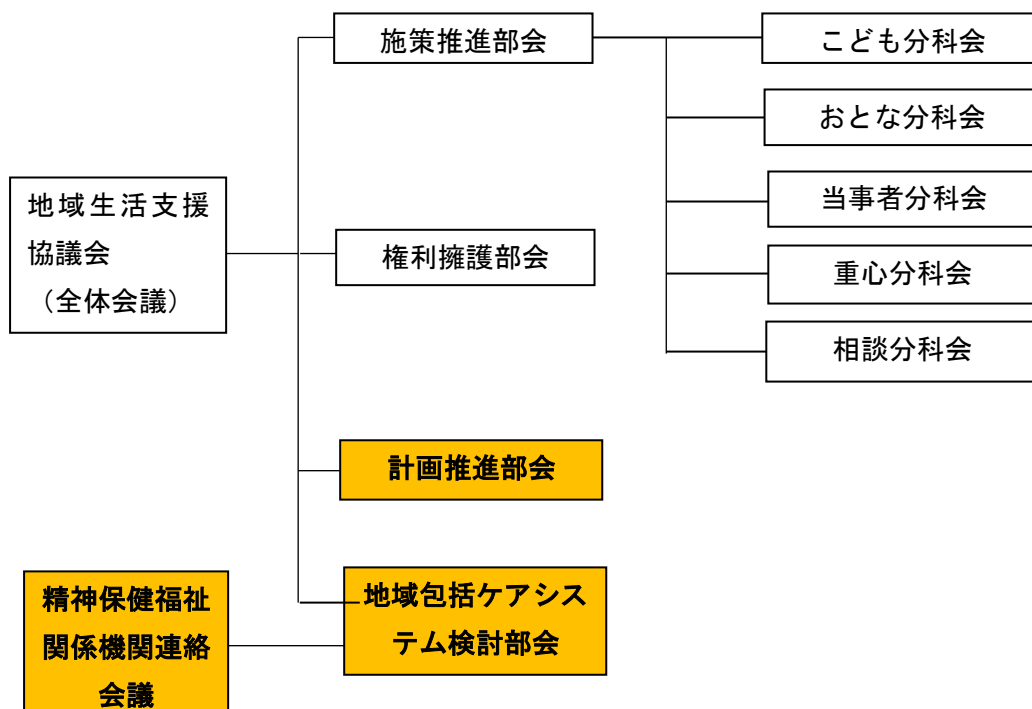 施策推進部会
こども分科会
おとな分科会
当事者分科会
地域生活支援
協議会
（全体会議）
権利擁護部会
重心分科会
相談分科会
計画推進部会
地域包括ケアシス
テム検討部会
精神保健福祉
関係機関連絡
会議